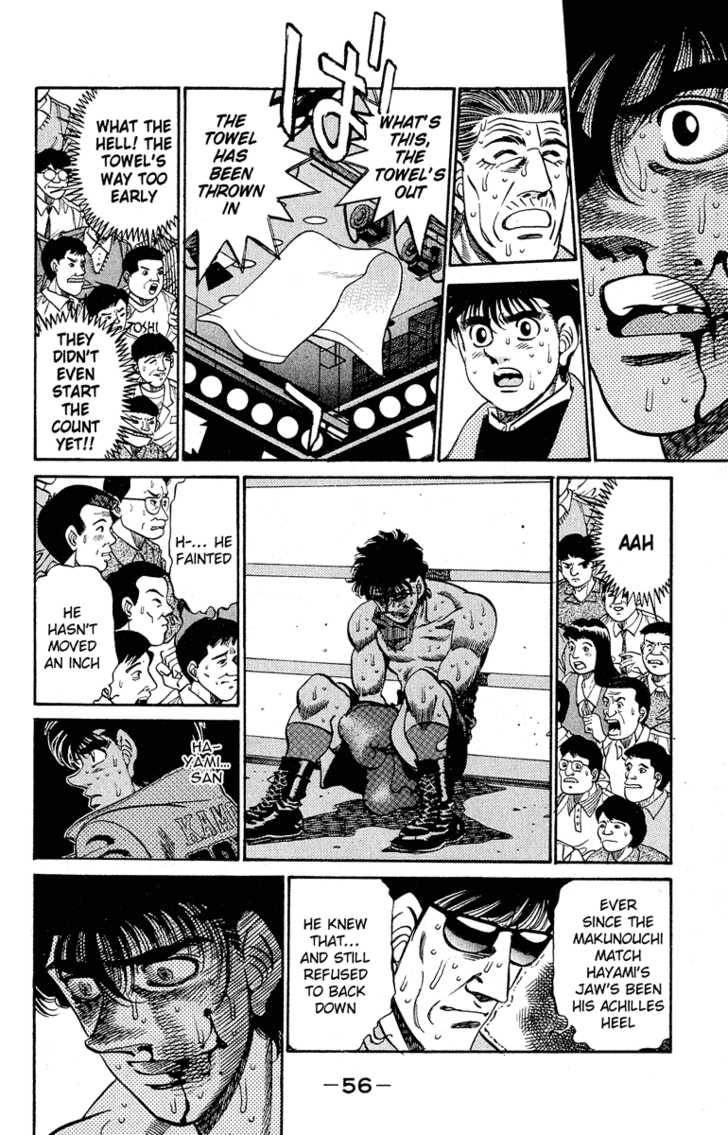 ば
WHAT'S
THIS,
THE
TOWEL'S
OUT
THE
TOWEL
HAS
BEEN
THROWN
IN
WHAT THE
HELL! THE
TOWEL'S
WAY TOO
EARLY
TOSHI
THEY
DIDN'T
EVEN
START
THE
COUNT
YET!!
AAH
H-... HE
FAINTED
HE
HASN'T
MOVED
AN INCH
HA-
YAMI...
SAN
KAMO
EVER
SINCE THE
MAKUNOUCHI
MATCH
HAYAMI'S
JAW'S BEEN
HIS ACHILLES
HEEL
HE KNEW
THAT...
AND STILL
REFUSED
TO BACK
DOWN
—56—